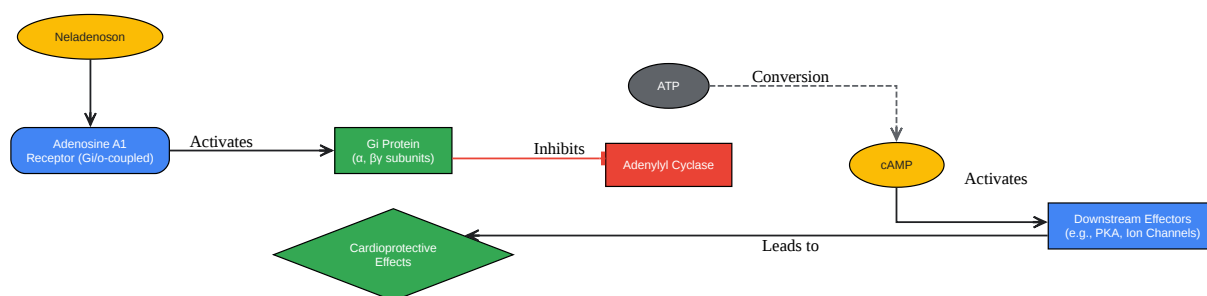 Neladenoson
ATP
Conversion
Adenosine A1
Receptor (Gi/o-coupled)
Activates
Gi Protein
(α, βγ subunits)
Inhibits
Adenylyl Cyclase
cAMP
Activates
Downstream Effectors
(e.g., PKA, Ion Channels)
Leads to
Cardioprotective
Effects